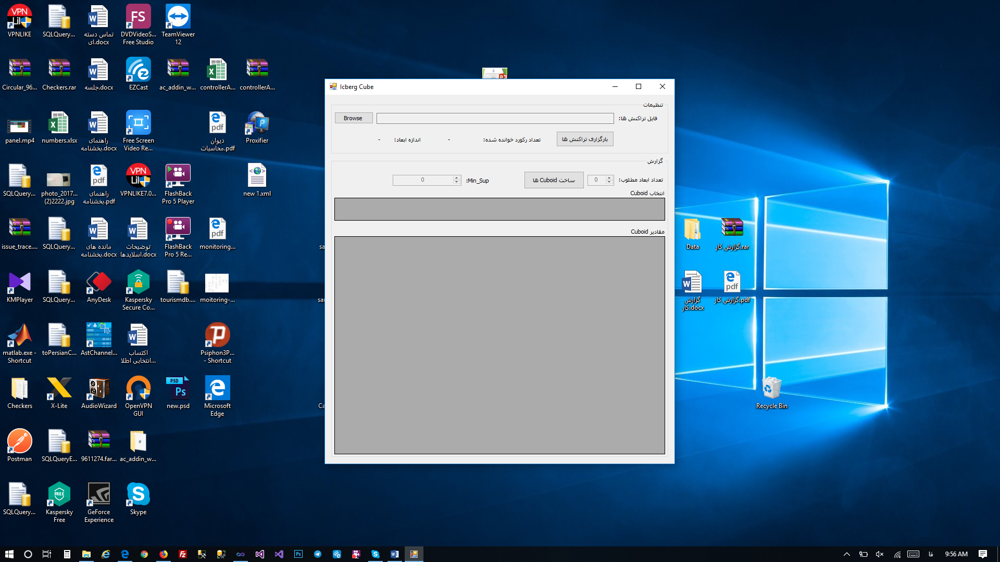 VPNLIKE
SQLQuery...
تماس دسته
ای.docx
DVDVideoS...
Free Studio
TeamViewer
12
Circular_96...
Checkers.rar
جلسه.docx
EZCast
ac_addin_w...
controllerA...
controllerA...
panel.mp4
numbers.xlsx
راهنمای
بخشنامه.docx
Free Screen
Video Re...
دیوان
محاسبات.pdf
Proxifier
SQLQuery...
photo_2017...
(2)2222.jpg
راهنمای
بخشنامه.pdf
VPNLIKE7.0...
FlashBack
Pro 5 Player
new 1.xml
issue_trace....
SQLQuery...
مانده های
بخشنامه.docx
توضیحات
اسلایدها.docx
FlashBack
Pro 5 Re...
monitoring...
KMPlayer
SQLQuery...
AnyDesk
Kaspersky
Secure Co...
tourismdb....
moitoring-...
matlab.exe -
Shortcut
toPersianC...
AstChannel...
اکتساب
انتخابی اطلا...
Psiphon3P...
- Shortcut
Checkers
X-Lite
AudioWizard
OpenVPN
GUI
new.psd
Microsoft
Edge
Postman
SQLQueryE...
9611274.far...
ac_addin_w...
SQLQuery...
Kaspersky
Free
GeForce
Experience
Skype
Icberg Cube
تنظیمات
فایل تراکنش ها:
Browse
بارگزاری تراکنش ها
تعداد رکورد خوانده شده:
-
اندازه ابعاد:
-
گزارش
تعداد ابعاد مطلوب:
0
ساخت Cuboid ها
Min_Sup:
0
انتخاب Cuboid
مقادیر Cuboid
Data
گزارش کار.rar
گزارش
کار.docx
گزارش کار.pdf
Recycle Bin
فا
9:56 AM